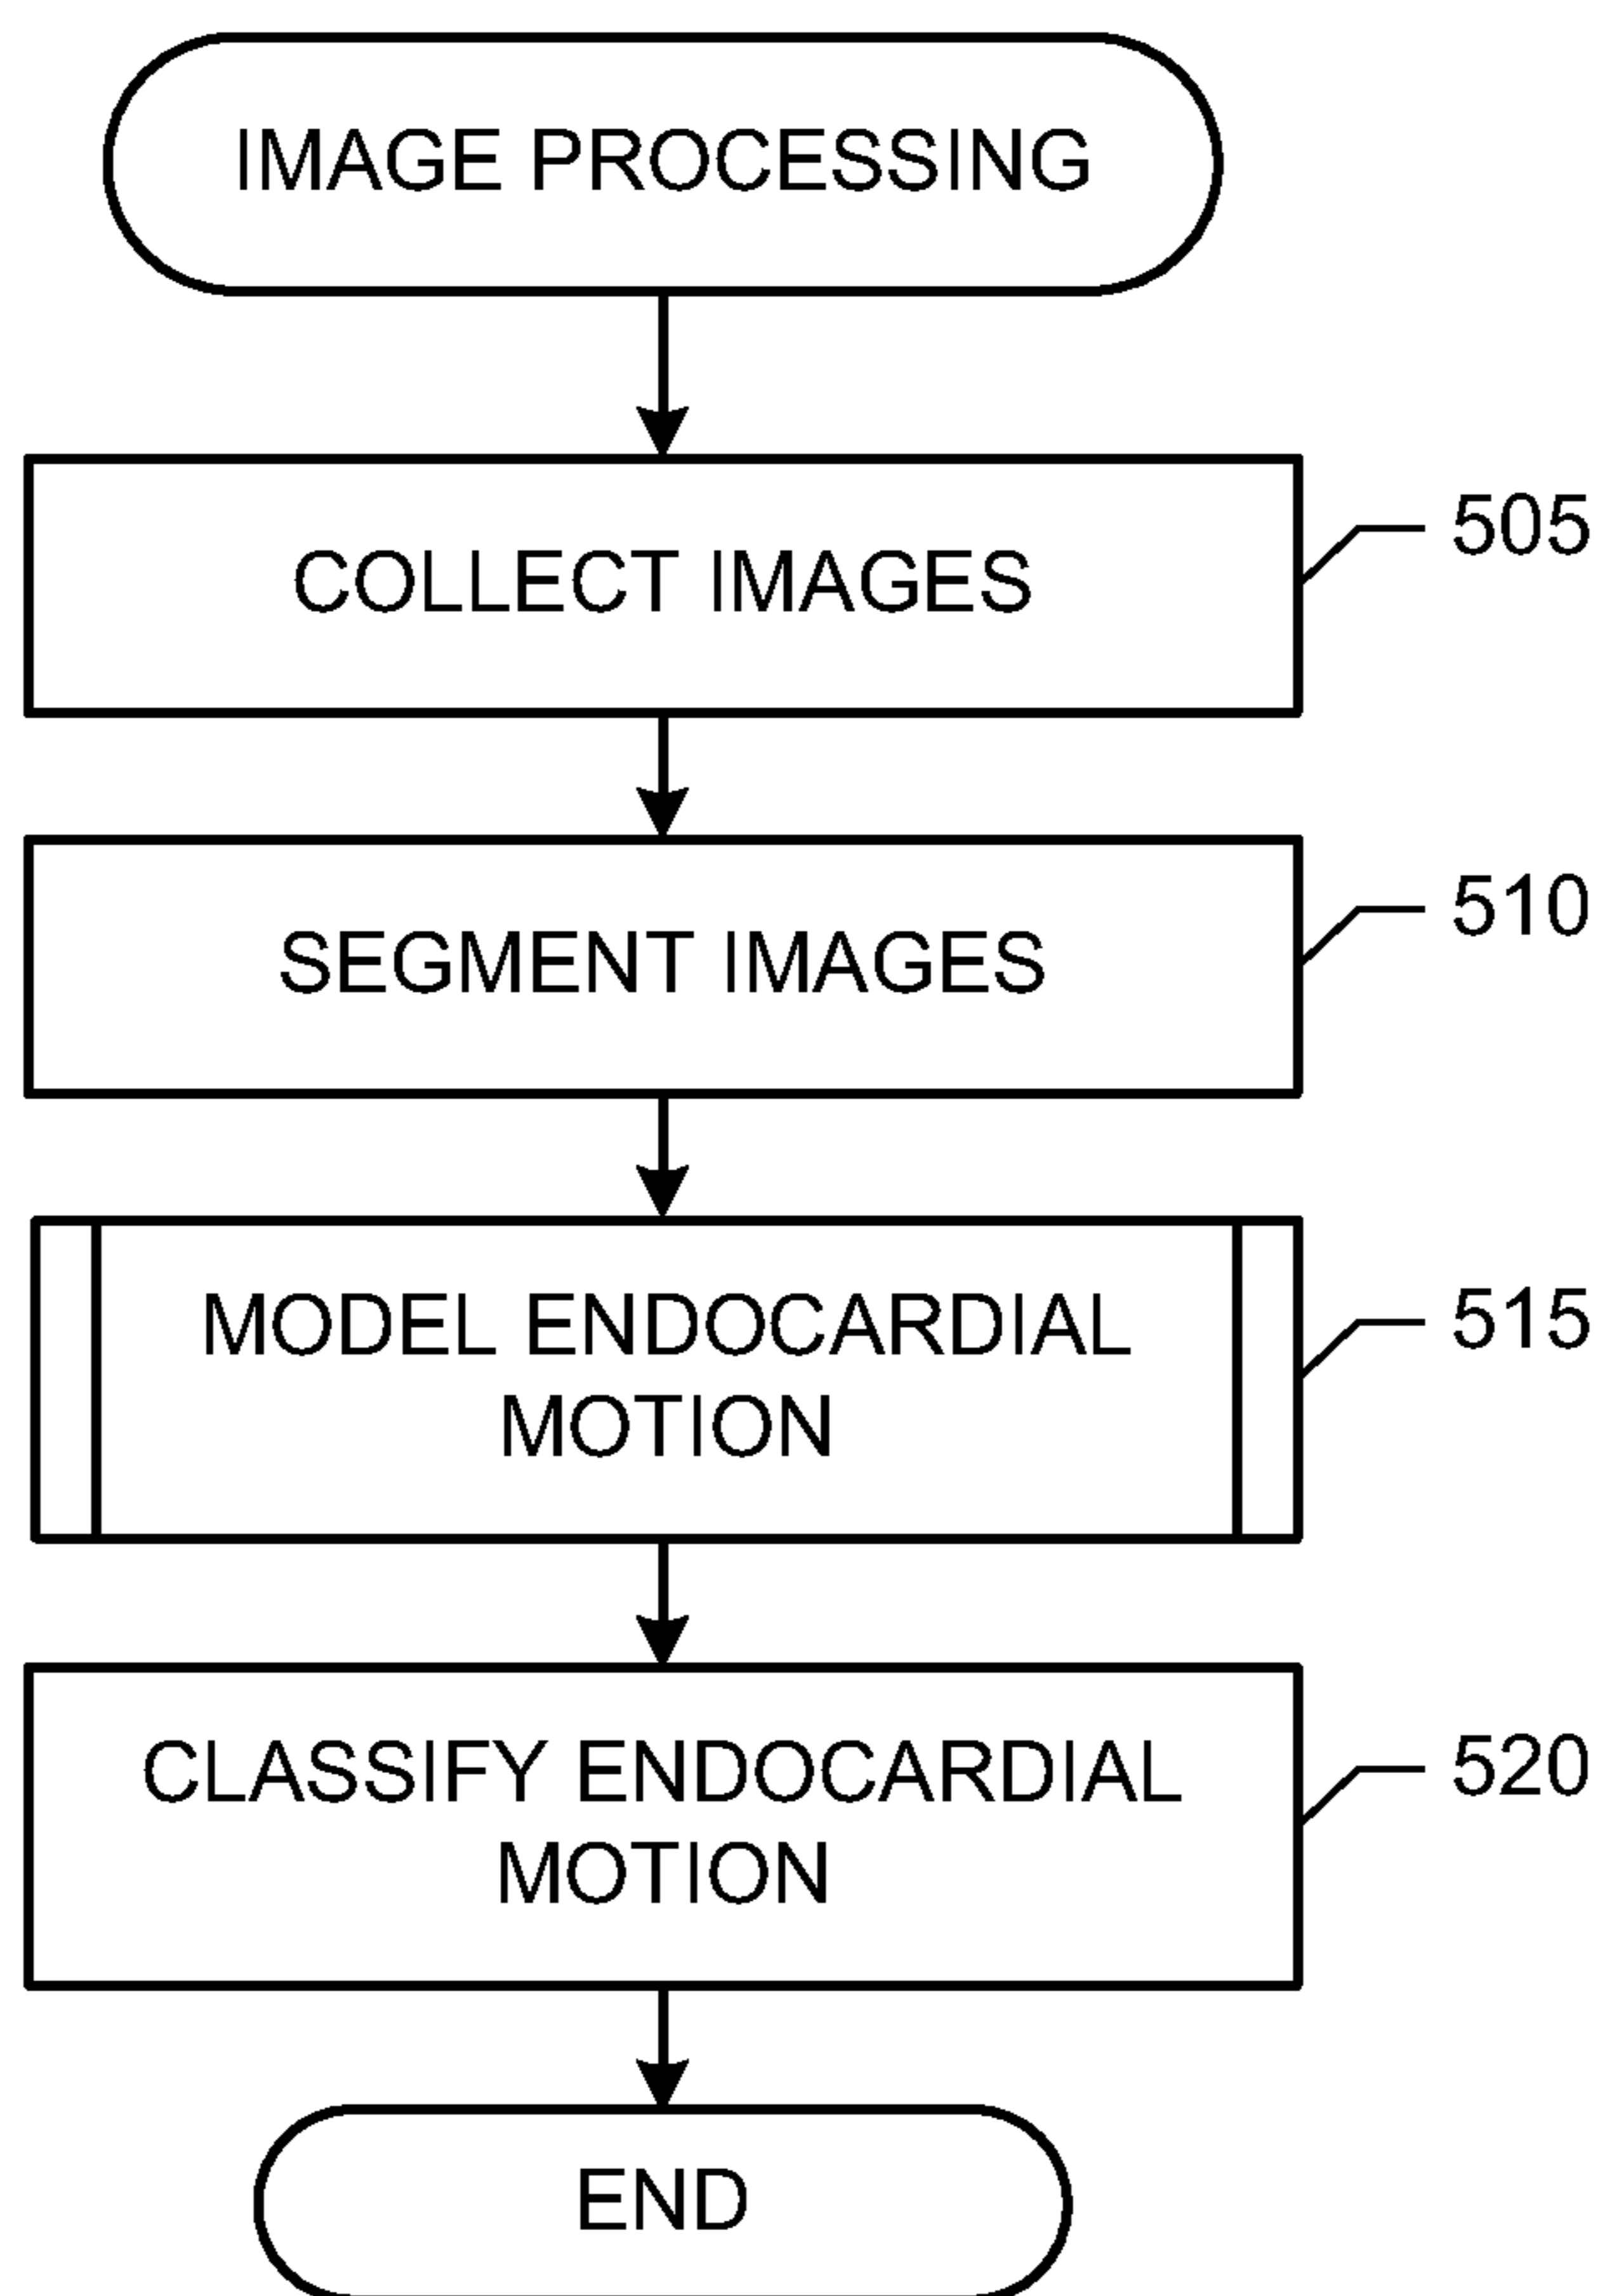 IMAGE PROCESSING
COLLECT IMAGES
505
SEGMENT IMAGES
510
MODEL ENDOCARDIAL
MOTION
515
CLASSIFY ENDOCARDIAL
MOTION
520
END